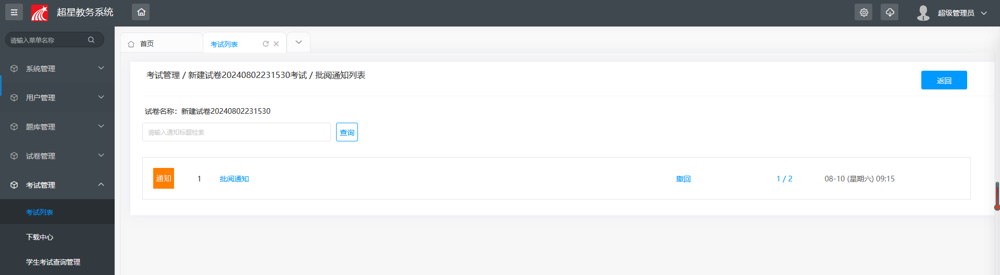 超星教务系统
超级管理员
请输入菜单名称
系统管理
用户管理
题库管理
试卷管理
考试管理
考试列表
下载中心
学生考试查询管理
首页
考试列表
考试管理 / 新建试卷20240802231530考试 / 批阅通知列表
返回
试卷名称：新建试卷20240802231530
请输入通知标题检索
查询
通知 1 批阅通知 撤回 1 / 2 08-10 (星期六) 09:15